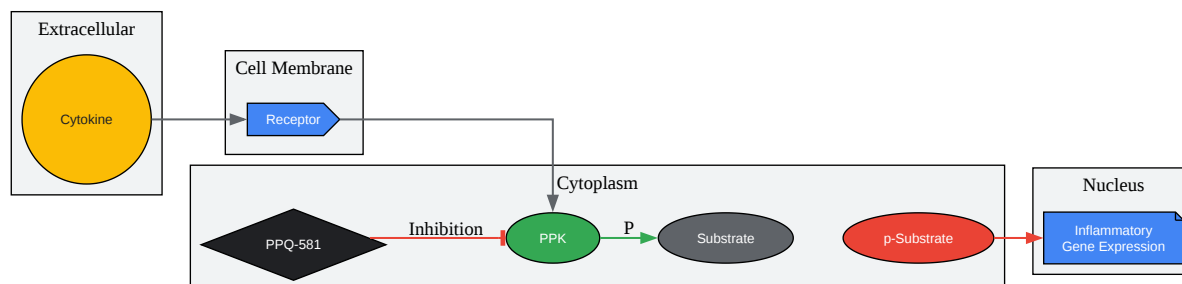 Extracellular
Cytokine
Cell Membrane
Receptor
Cytoplasm
PPQ-581
Inhibition
PPK
P
Substrate
p-Substrate
Nucleus
Inflammatory
Gene Expression